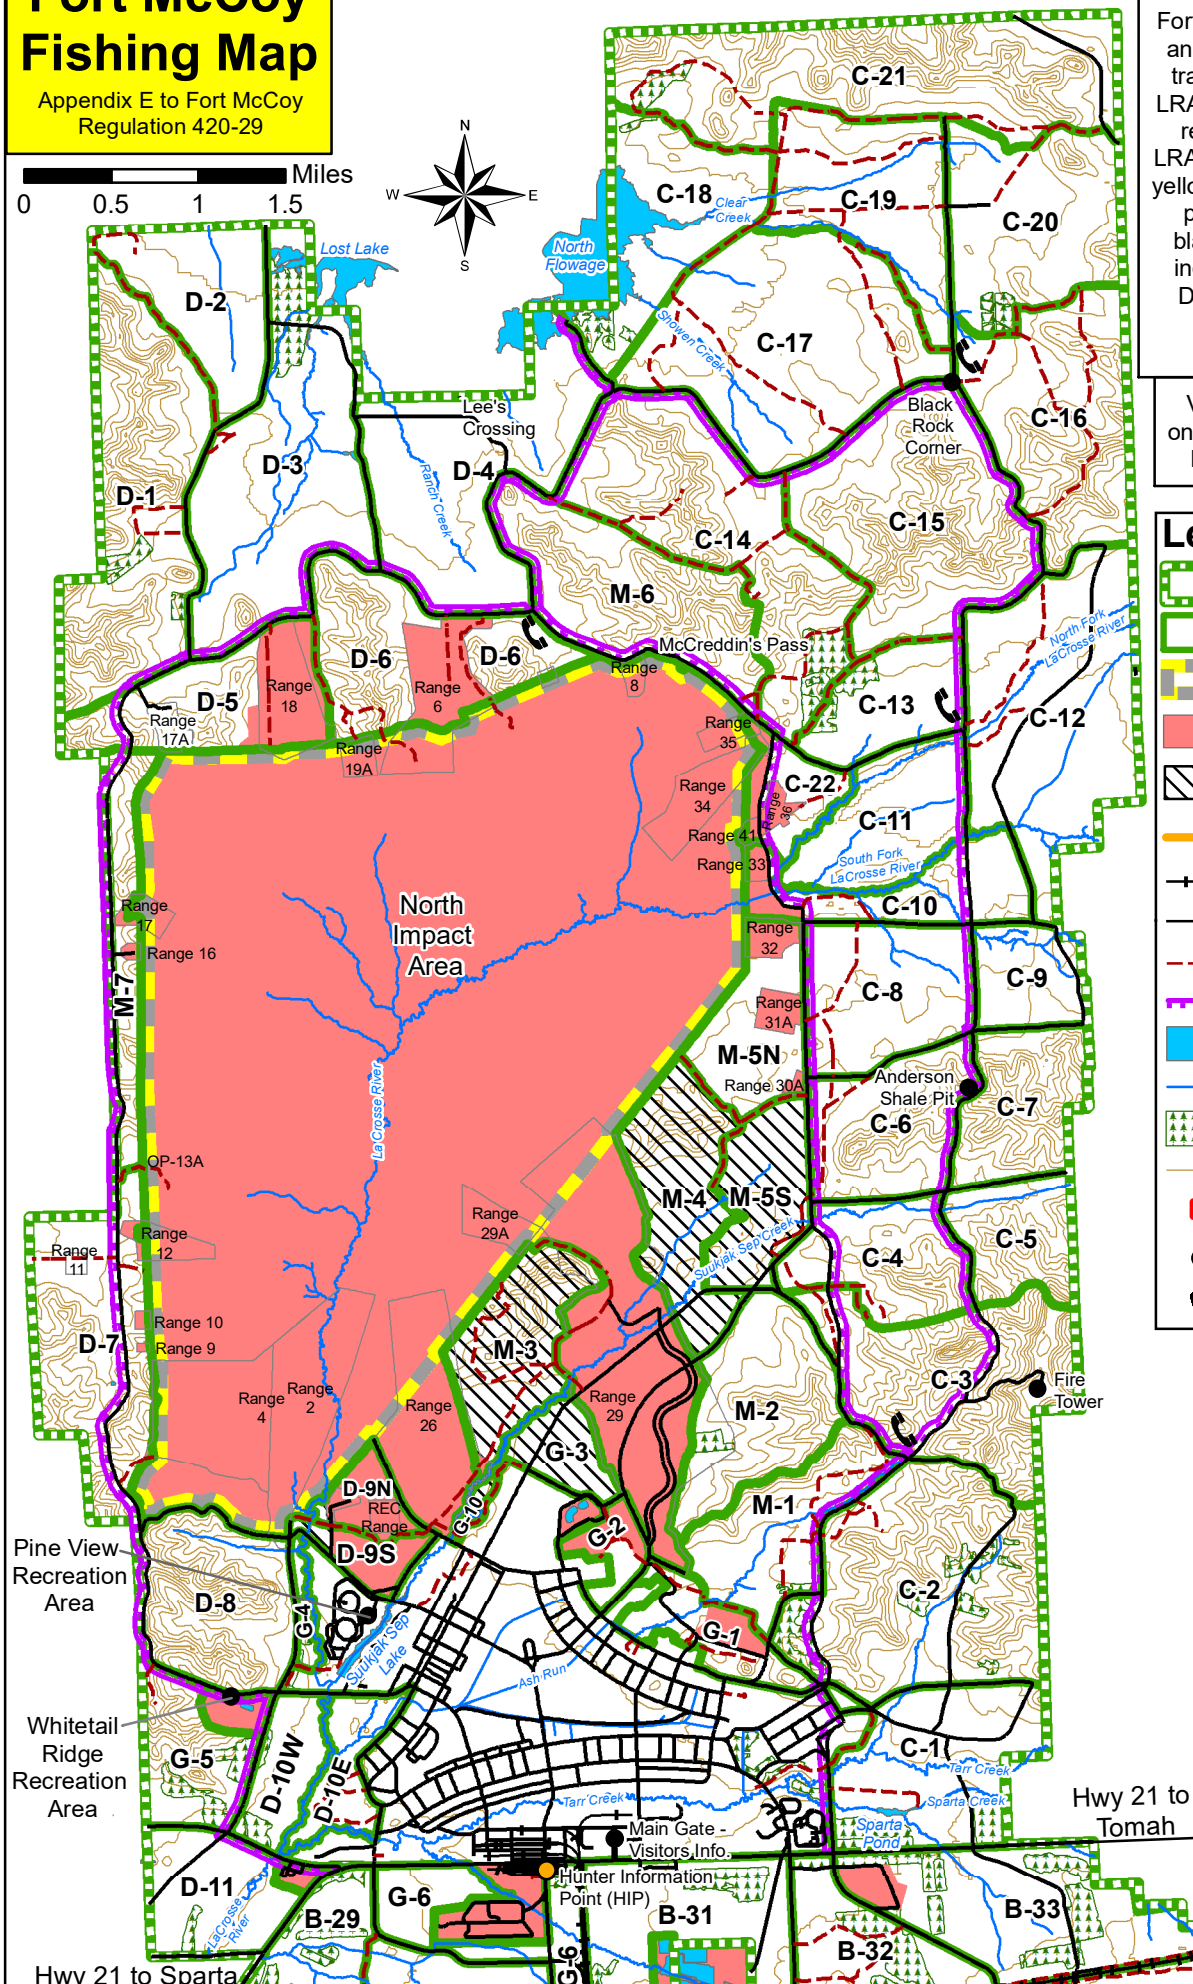 Fort McCoy
Fishing Map
Appendix E to Fort McCoy
Regulation 420-29
Miles
0 0.5 1 1.5
N
W E
S
Lost Lake
North
Flowage
C-21
C-18
Clear
Creek
C-19
C-20
D-2
Showen Creek
C-17
Lee's
Crossing
Black
Rock
Corner
C-16
D-3
D-4
D-1
Ranch Creek
C-15
C-14
M-6
North Fork
LaCrosse River
McCreddin's Pass
D-6
D-6
Range
8
D-5
Range
18
Range
6
Range
17A
Range
19A
Range
35
C-13
C-12
C-22
Range
34
Range
36
C-11
Range 41
Range 33
South Fork
LaCrosse River
North
Impact
Area
C-10
Range
17
Range
32
Range 16
M-7
C-9
C-8
Range
31A
M-5N
Range 30A
Anderson
Shale Pit
C-7
C-6
La Crosse River
OP-13A
M-4
M-5S
Range
29A
Range
12
Range
11
Suukjak Sep Creek
C-5
C-4
Range 10
Range 9
D-7
M-3
C-3
Fire
Tower
Range
4
Range
2
Range
26
Range
29
M-2
G-3
D-9N
REC
Range
G-10
M-1
G-2
D-9S
Pine View
Recreation
Area
D-8
G-4
C-2
Suukjak Sep
Lake
G-1
Ash Run
Whitetail
Ridge
Recreation
Area
G-5
D-10W
D-10E
C-1
Tarr Creek
Tarr Creek
Sparta Creek
Sparta
Pond
Hwy 21 to
Tomah
Main Gate -
Visitors Info.
Hunter Information
Point (HIP)
D-11
G-6
LaCrosse
River
B-29
B-31
B-33
B-32
G-6
Hwy 21 to Sparta